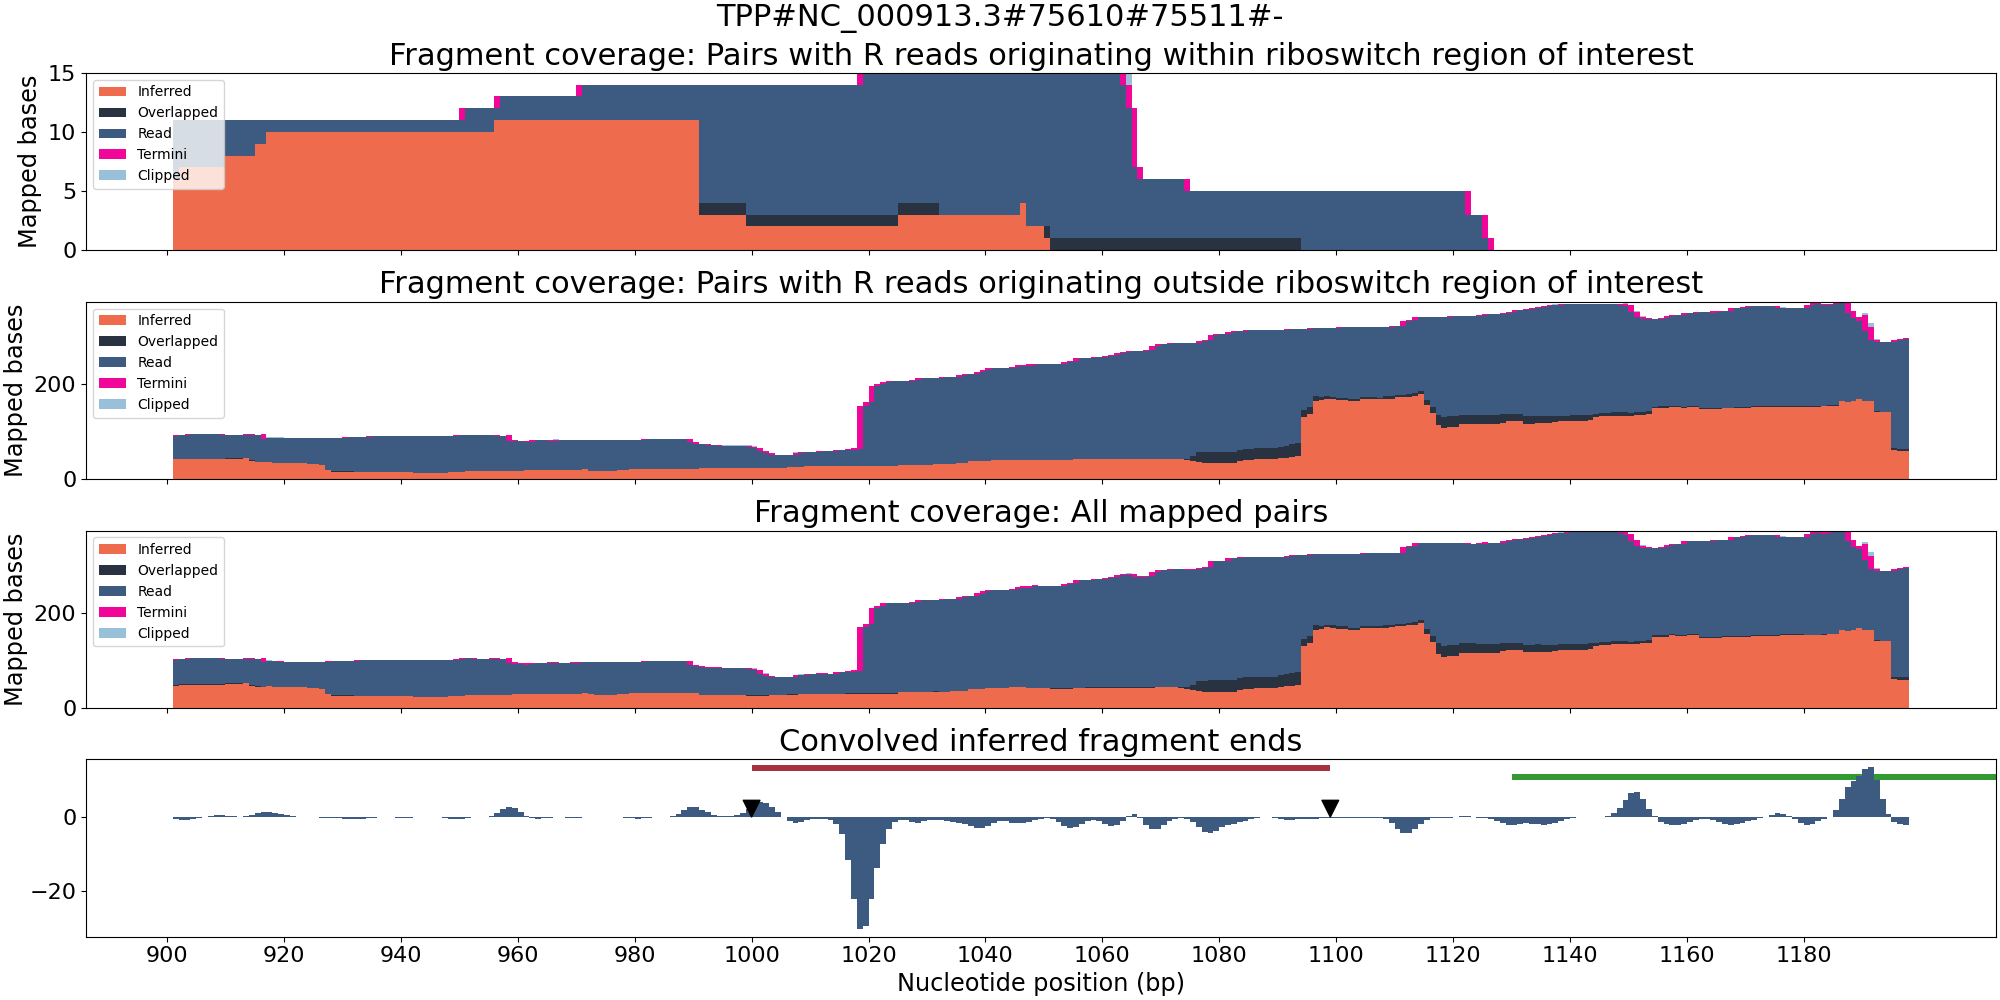 TPP#NC_000913.3#75610#75511#-
Fragment coverage: Pairs with R reads originating within riboswitch region of interest
Mapped bases
15
10
5
0
Inferred
Overlapped
Read
Termini
Clipped
Fragment coverage: Pairs with R reads originating outside riboswitch region of interest
Mapped bases
200
0
Inferred
Overlapped
Read
Termini
Clipped
Fragment coverage: All mapped pairs
Mapped bases
200
0
Inferred
Overlapped
Read
Termini
Clipped
Convolved inferred fragment ends
0
−20
900 920 940 960 980 1000 1020 1040 1060 1080 1100 1120 1140 1160 1180
Nucleotide position (bp)